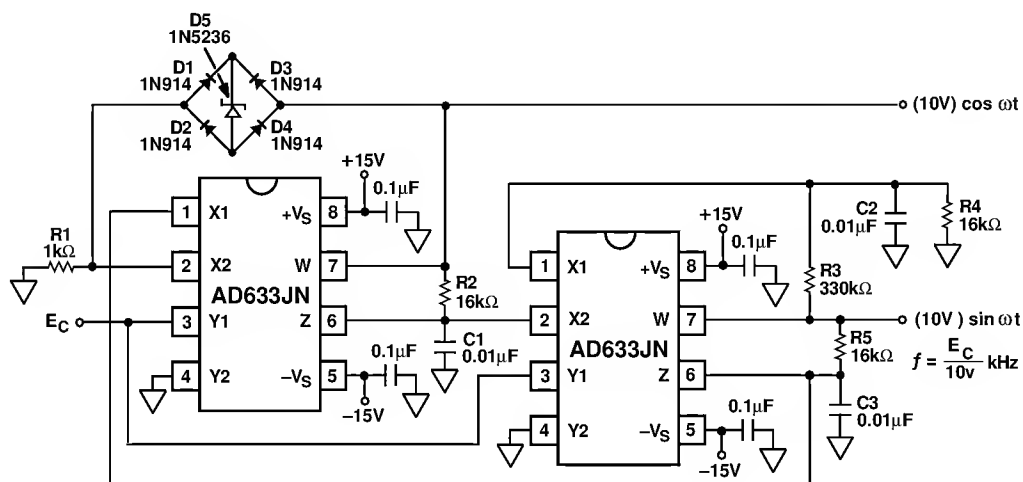 D5
1N5236
D1
1N914
D3
1N914
D2
1N914
D4
1N914
(10V) cos ωt
+15V
0.1µF
1 X1 +VS 8
R1
1kΩ
2 X2 W 7
AD633JN
R2
16kΩ
EC
3 Y1 Z 6
C1
0.01µF
4 Y2 –VS 5
0.1µF
–15V
+15V
0.1µF
C2
0.01µF
R4
16kΩ
1 X1 +VS 8
R3
330kΩ
2 X2 W 7
(10V) sin ωt
AD633JN
R5
16kΩ
f = EC/10v kHz
3 Y1 Z 6
C3
0.01µF
4 Y2 –VS 5
0.1µF
–15V